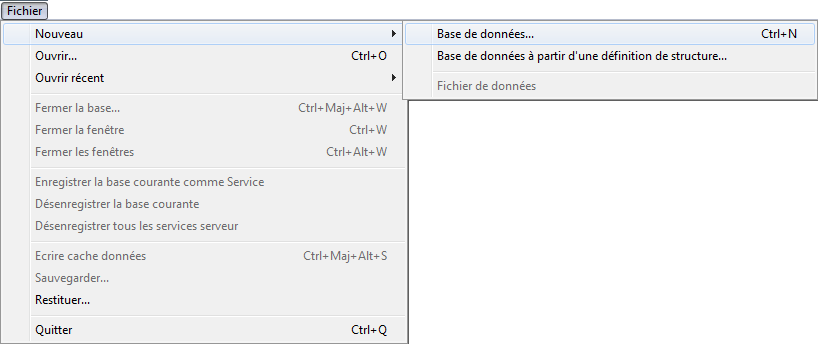 Fichier
Nouveau
Base de données... Ctrl+N
Ouvrir... Ctrl+O
Base de données à partir d'une définition de structure...
Ouvrir récent
Fichier de données
Fermer la base... Ctrl+Maj+Alt+W
Fermer la fenêtre Ctrl+W
Fermer les fenêtres Ctrl+Alt+W
Enregistrer la base courante comme Service
Désenregistrer la base courante
Désenregistrer tous les services serveur
Ecrire cache données Ctrl+Maj+Alt+S
Sauvegarder...
Restituer...
Quitter Ctrl+Q